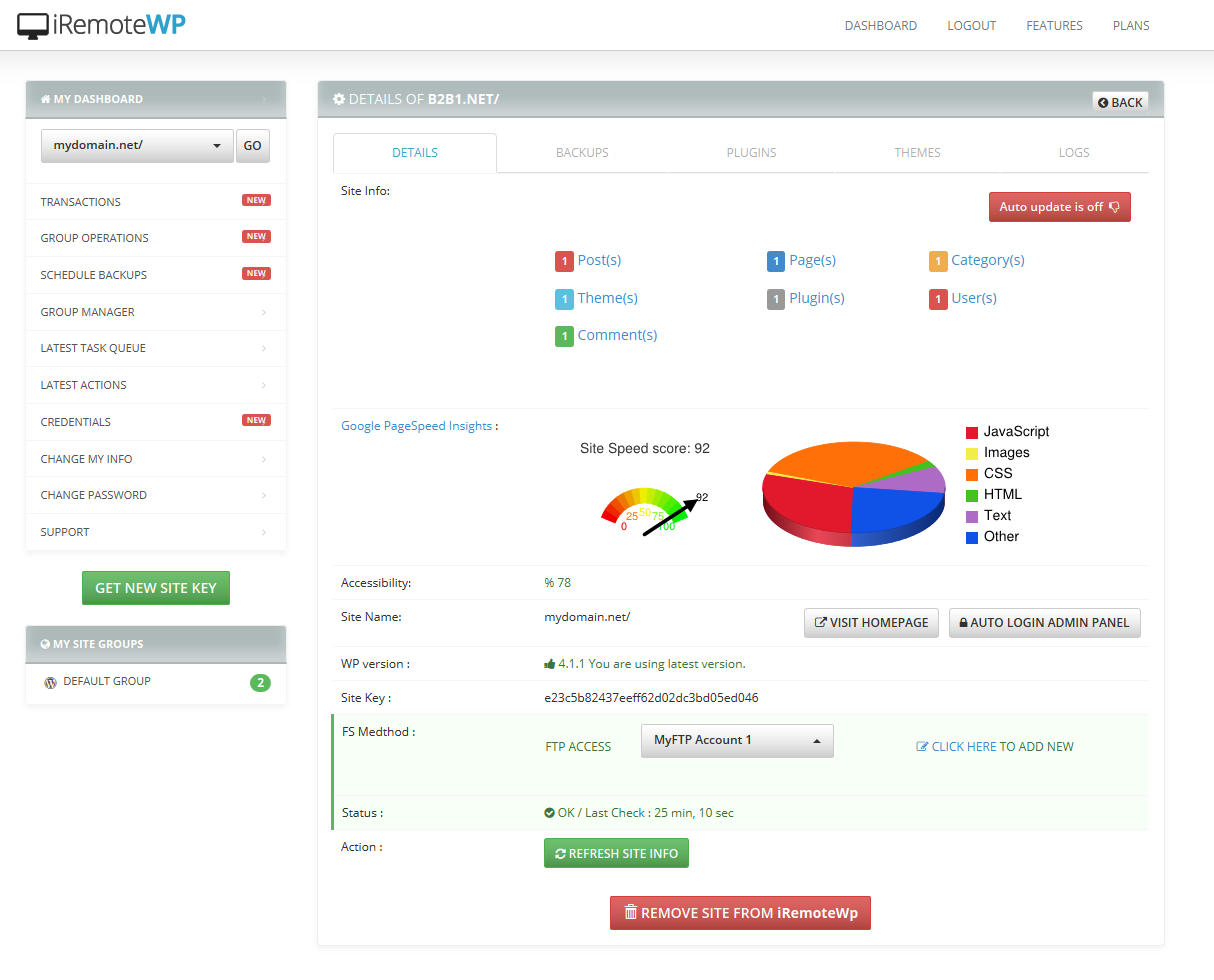 iRemoteWP
DASHBOARD LOGOUT FEATURES PLANS
MY DASHBOARD
mydomain.net/ GO
TRANSACTIONS NEW
GROUP OPERATIONS NEW
SCHEDULE BACKUPS NEW
GROUP MANAGER
LATEST TASK QUEUE
LATEST ACTIONS
CREDENTIALS NEW
CHANGE MY INFO
CHANGE PASSWORD
SUPPORT
GET NEW SITE KEY
MY SITE GROUPS
DEFAULT GROUP 2
DETAILS OF B2B1.NET/ BACK
DETAILS BACKUPS PLUGINS THEMES LOGS
Site Info:
Auto update is off
1 Post(s) 1 Page(s) 1 Category(s)
1 Theme(s) 1 Plugin(s) 1 User(s)
1 Comment(s)
Google PageSpeed Insights :
Site Speed score: 92
0 25 50 75 100 92
JavaScript
Images
CSS
HTML
Text
Other
Accessibility: % 78
Site Name: mydomain.net/ VISIT HOMEPAGE AUTO LOGIN ADMIN PANEL
WP version : 4.1.1 You are using latest version.
Site Key : e23c5b82437eeff62d02dc3bd05ed046
FS Medthod : FTP ACCESS MyFTP Account 1 CLICK HERE TO ADD NEW
Status : OK / Last Check : 25 min, 10 sec
Action : REFRESH SITE INFO
REMOVE SITE FROM iRemoteWp